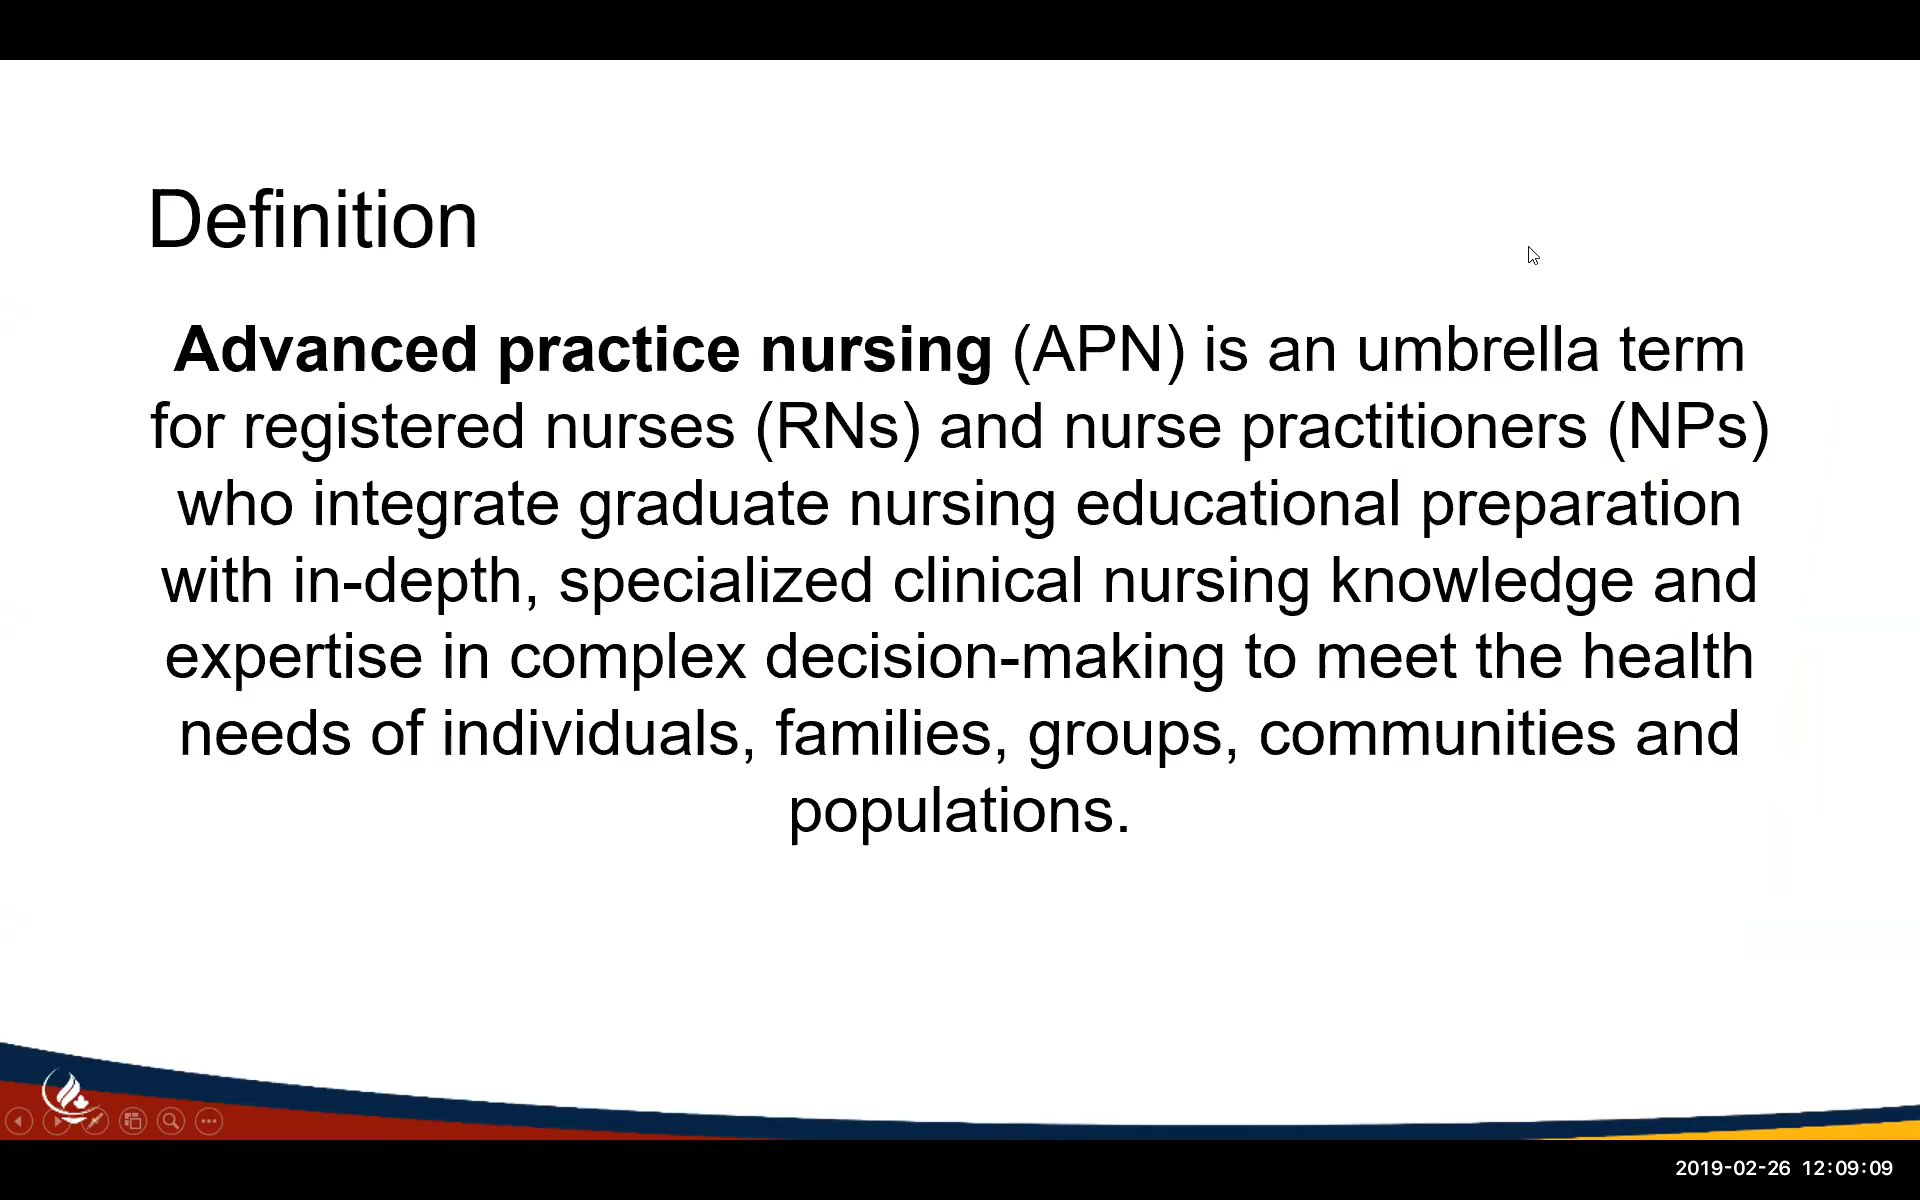 Definition
Advanced practice nursing (APN) is an umbrella term
for registered nurses (RNs) and nurse practitioners (NPs)
who integrate graduate nursing educational preparation
with in-depth, specialized clinical nursing knowledge and
expertise in complex decision-making to meet the health
needs of individuals, families, groups, communities and
populations.
2019-02-26 12:09:09